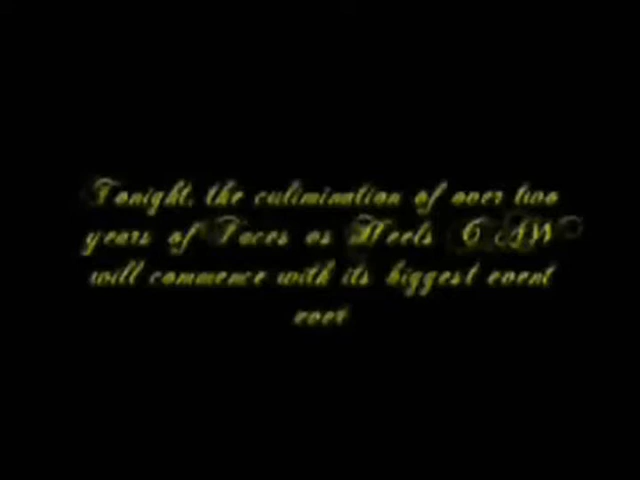 Tonight, the culimination of over two
years of Faces vs Heels CAW
will commence with its biggest event
ever